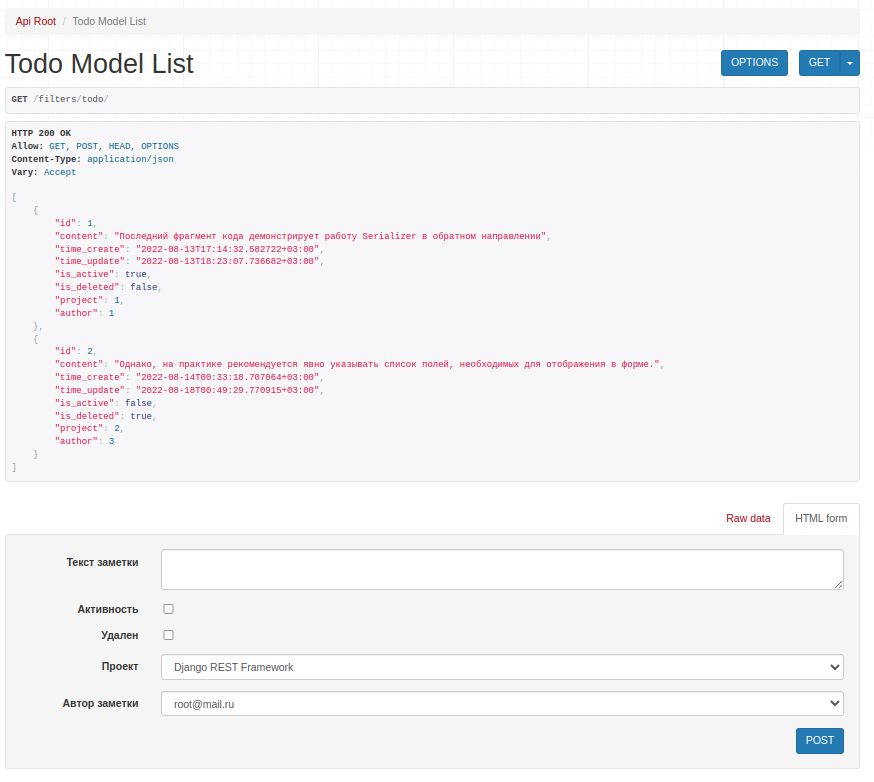 Api Root / Todo Model List
Todo Model List
OPTIONS
GET
GET /filters/todo/
HTTP 200 OK
Allow: GET, POST, HEAD, OPTIONS
Content-Type: application/json
Vary: Accept
[
{
"id": 1,
"content": "Последний фрагмент кода демонстрирует работу Serializer в обратном направлении",
"time_create": "2022-08-13T17:14:32.582722+03:00",
"time_update": "2022-08-13T18:23:07.736682+03:00",
"is_active": true,
"is_deleted": false,
"project": 1,
"author": 1
},
{
"id": 2,
"content": "Однако, на практике рекомендуется явно указывать список полей, необходимых для отображения в форме.",
"time_create": "2022-08-14T00:33:18.707064+03:00",
"time_update": "2022-08-18T00:49:29.770915+03:00",
"is_active": false,
"is_deleted": true,
"project": 2,
"author": 3
}
]
Raw data
HTML form
Текст заметки
Активность
Удален
Проект
Django REST Framework
Автор заметки
root@mail.ru
POST